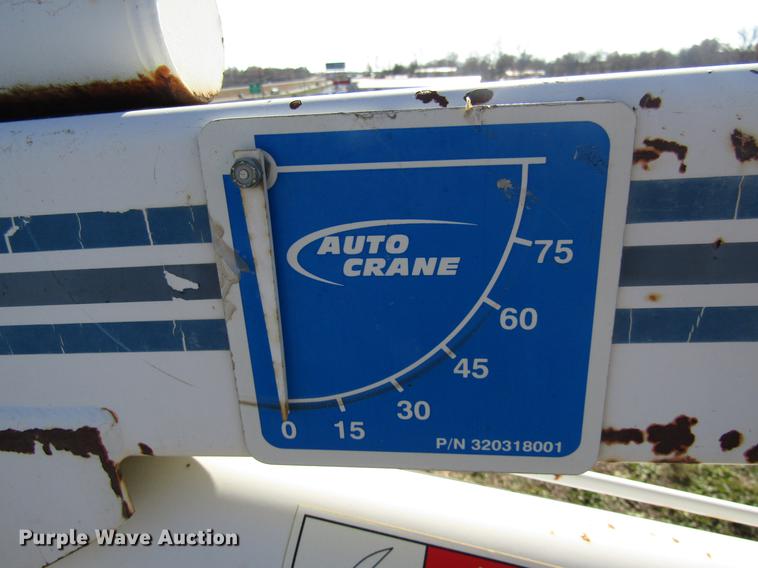 AUTO
CRANE
75
60
45
30
15
0
P/N 320318001
Purple Wave Auction